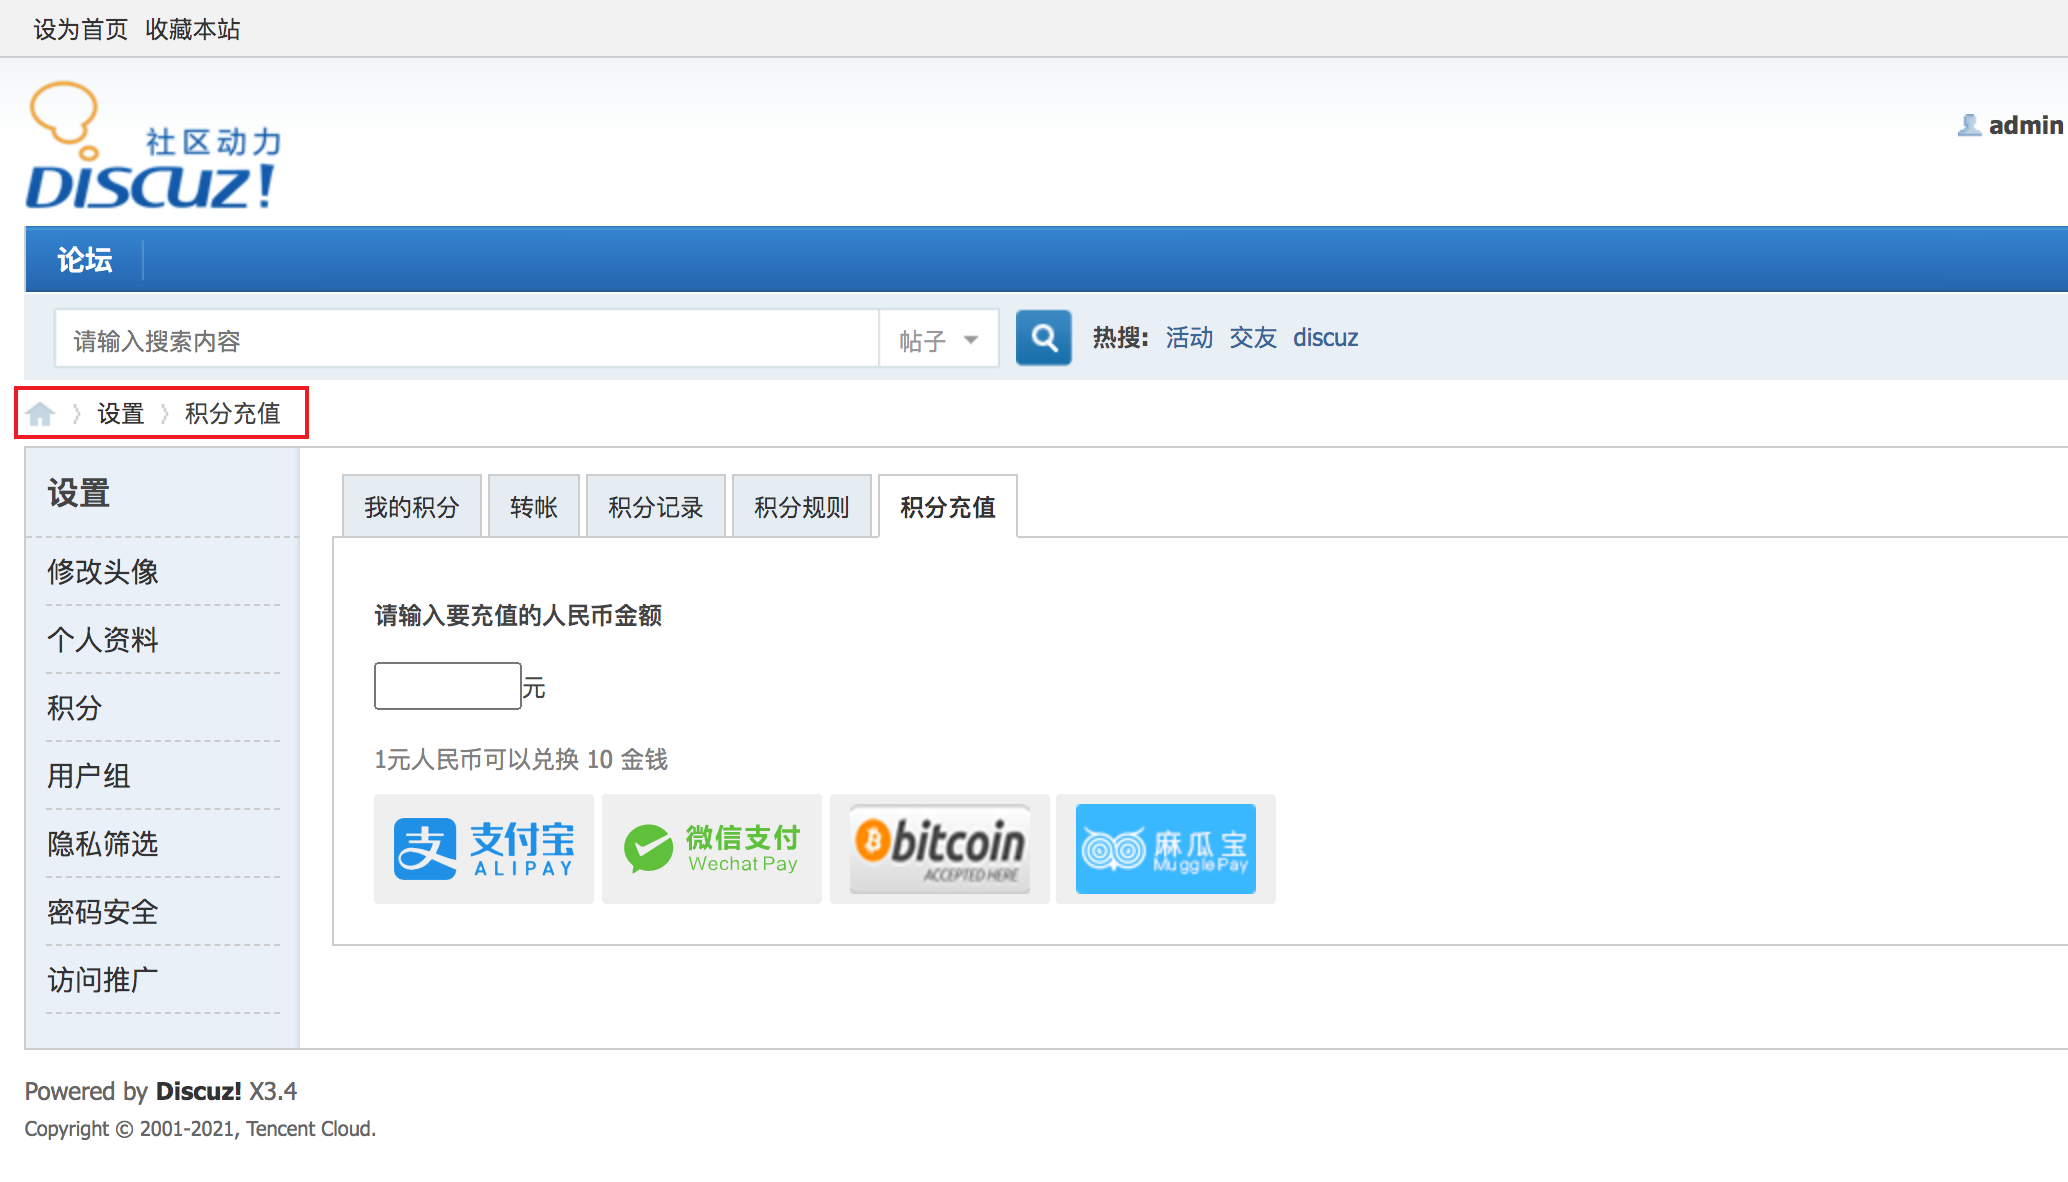 设为首页 收藏本站
社区动力
DISCUZ!
admin
论坛
请输入搜索内容 帖子 热搜: 活动 交友 discuz
设置 积分充值
设置
修改头像
个人资料
积分
用户组
隐私筛选
密码安全
访问推广
我的积分 转帐 积分记录 积分规则 积分充值
请输入要充值的人民币金额
元
1元人民币可以兑换 10 金钱
支 支付宝 微信支付 bitcoin 麻瓜宝
ALIPAY Wechat Pay ACCEPTED HERE MugglePay
Powered by Discuz! X3.4
Copyright © 2001-2021, Tencent Cloud.